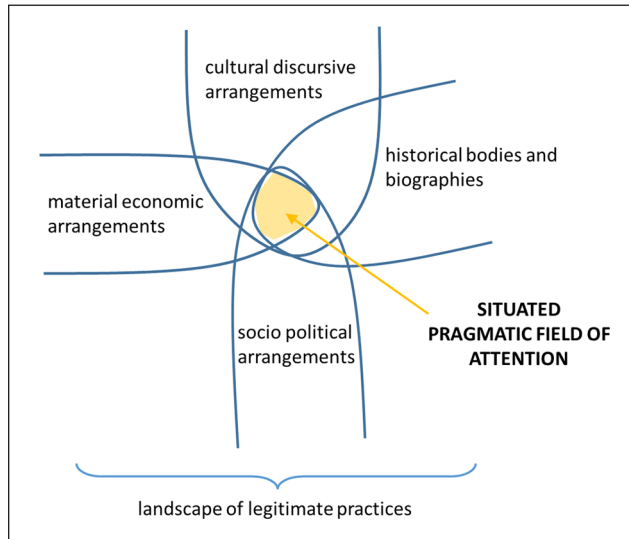 cultural discursive
arrangements
historical bodies and
biographies
material economic
arrangements
socio political
arrangements
SITUATED
PRAGMATIC FIELD OF
ATTENTION
landscape of legitimate practices